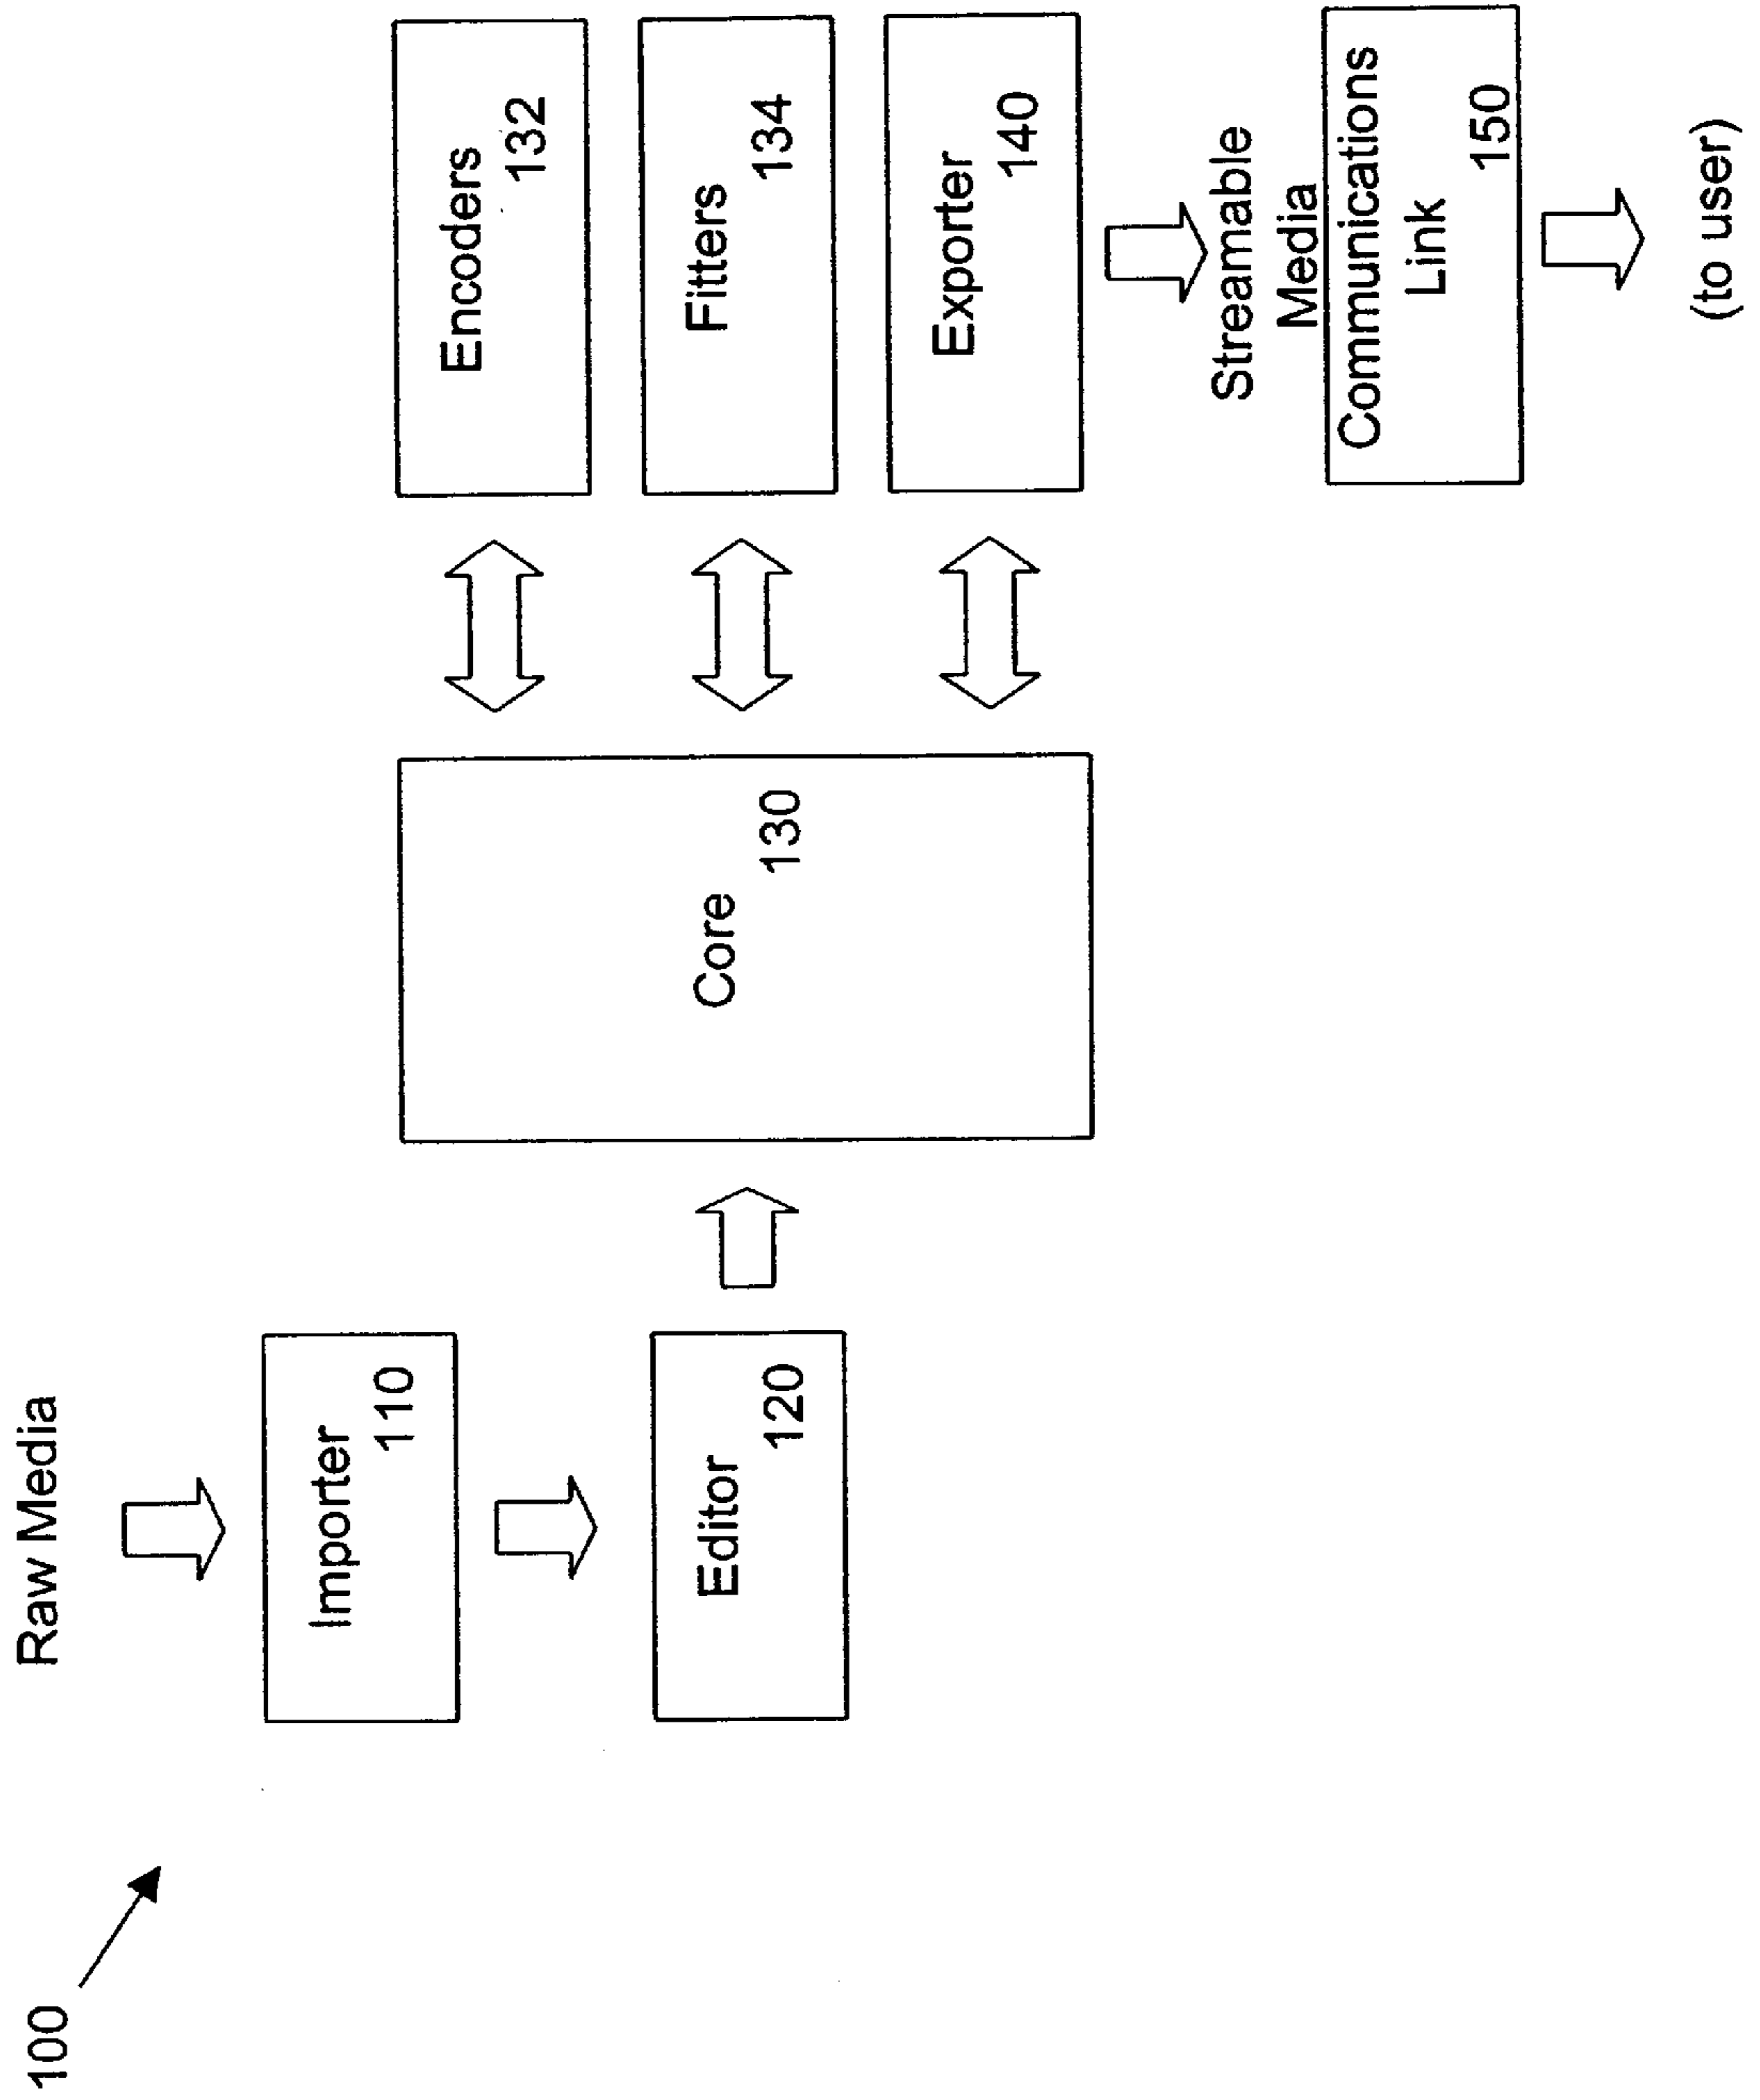 100
Raw Media
Importer
110
Editor
120
Core
130
Encoders
132
Fitters
134
Exporter
140
Streamable
Media
Communications
Link
150
(to user)